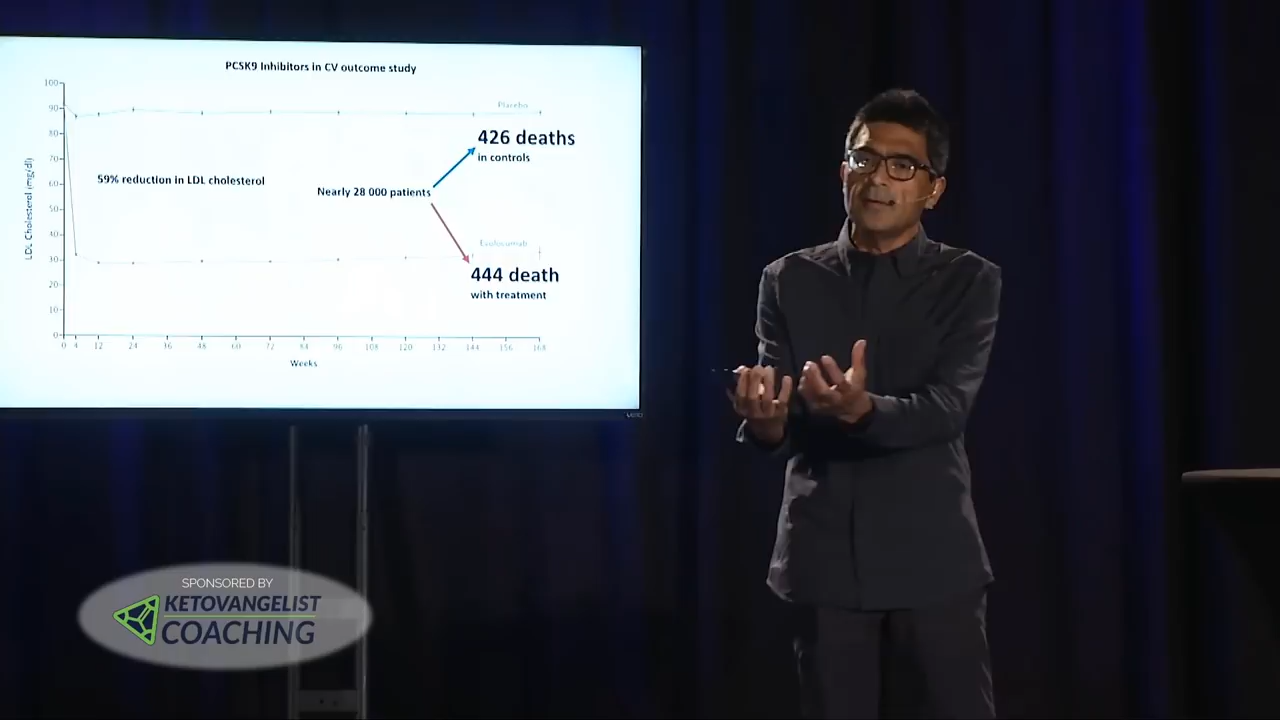 PCSK9 Inhibitors in CV outcome study
100
90
80
70
60
50
40
30
20
10
0
LDL Cholesterol (mg/dl)
Placebo
426 deaths
in controls
59% reduction in LDL cholesterol
Nearly 28 000 patients
Evolocumab
444 death
with treatment
0 4 12 24 36 48 60 72 84 96 108 120 132 144 156 168
Weeks
SPONSORED BY
KETOVANGELIST
COACHING